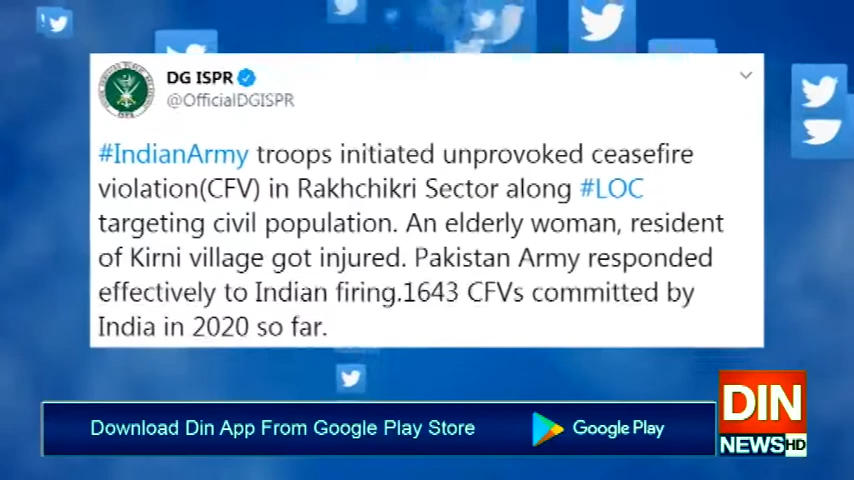 DG ISPR
@OfficialDGISPR
#IndianArmy troops initiated unprovoked ceasefire
violation(CFV) in Rakhchikri Sector along #LOC
targeting civil population. An elderly woman, resident
of Kirni village got injured. Pakistan Army responded
effectively to Indian firing.1643 CFVs committed by
India in 2020 so far.
Download Din App From Google Play Store
Google Play
DIN
NEWS HD